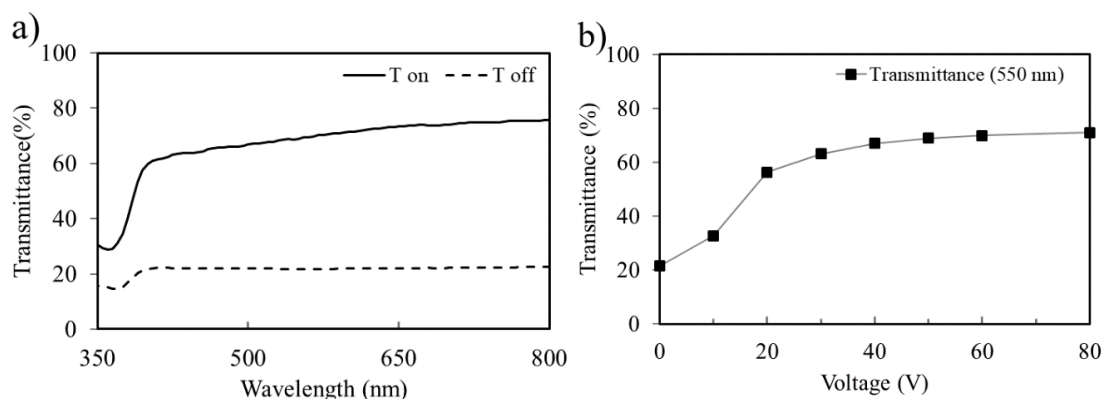 a)
100
80
60
40
20
0
Transmittance(%)
T on
T off
350
500
650
800
Wavelength (nm)
b)
100
80
60
40
20
0
Transmittance (%)
Transmittance (550 nm)
0
20
40
60
80
Voltage (V)